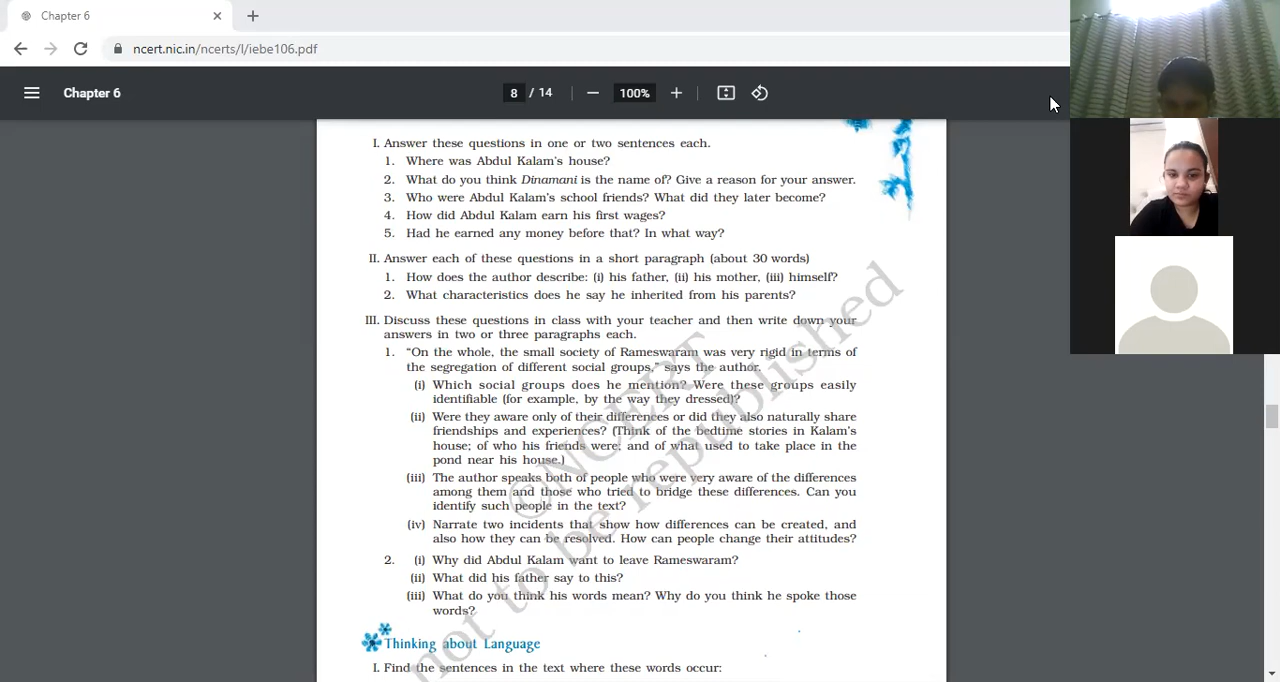 Chapter 6
ncert.nic.in/ncerts/l/iebe106.pdf
Chapter 6
8 / 14
100%
I. Answer these questions in one or two sentences each.
1. Where was Abdul Kalam's house?
2. What do you think Dinamani is the name of? Give a reason for your answer.
3. Who were Abdul Kalam's school friends? What did they later become?
4. How did Abdul Kalam earn his first wages?
5. Had he earned any money before that? In what way?
II. Answer each of these questions in a short paragraph (about 30 words)
1. How does the author describe: (i) his father, (ii) his mother, (iii) himself?
2. What characteristics does he say he inherited from his parents?
III. Discuss these questions in class with your teacher and then write down your
answers in two or three paragraphs each.
1. “On the whole, the small society of Rameswaram was very rigid in terms of
the segregation of different social groups,” says the author.
(i) Which social groups does he mention? Were these groups easily
identifiable (for example, by the way they dressed)?
(ii) Were they aware only of their differences or did they also naturally share
friendships and experiences? (Think of the bedtime stories in Kalam's
house; of who his friends were; and of what used to take place in the
pond near his house.)
(iii) The author speaks both of people who were very aware of the differences
among them and those who tried to bridge these differences. Can you
identify such people in the text?
(iv) Narrate two incidents that show how differences can be created, and
also how they can be resolved. How can people change their attitudes?
2. (i) Why did Abdul Kalam want to leave Rameswaram?
(ii) What did his father say to this?
(iii) What do you think his words mean? Why do you think he spoke those
words?
Thinking about Language
I. Find the sentences in the text where these words occur:
©NCERT
not to be republished